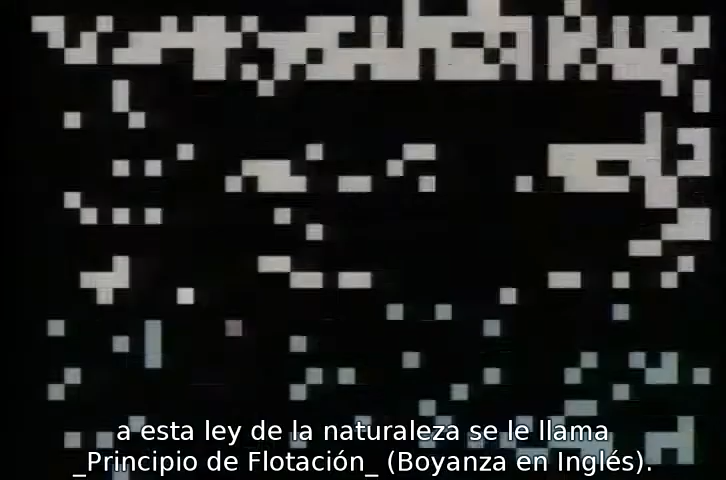 a esta ley de la naturaleza se le llama
_Principio de Flotación_ (Boyanza en Inglés).